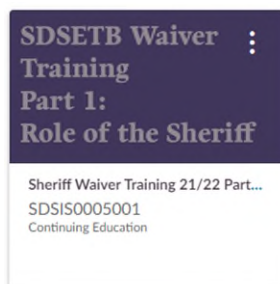 SDSETB Waiver
Training
Part 1:
Role of the Sheriff
Sheriff Waiver Training 21/22 Part...
SDSIS0005001
Continuing Education